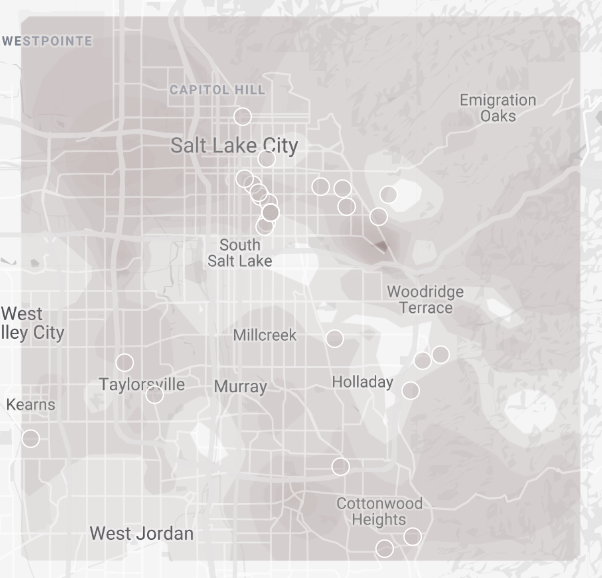 WESTPOINTE
CAPITOL HILL
Emigration
Oaks
Salt Lake City
South
Salt Lake
Woodridge
Terrace
West
lley City
Millcreek
Holladay
Taylorsville
Murray
Kearns
Cottonwood
Heights
West Jordan